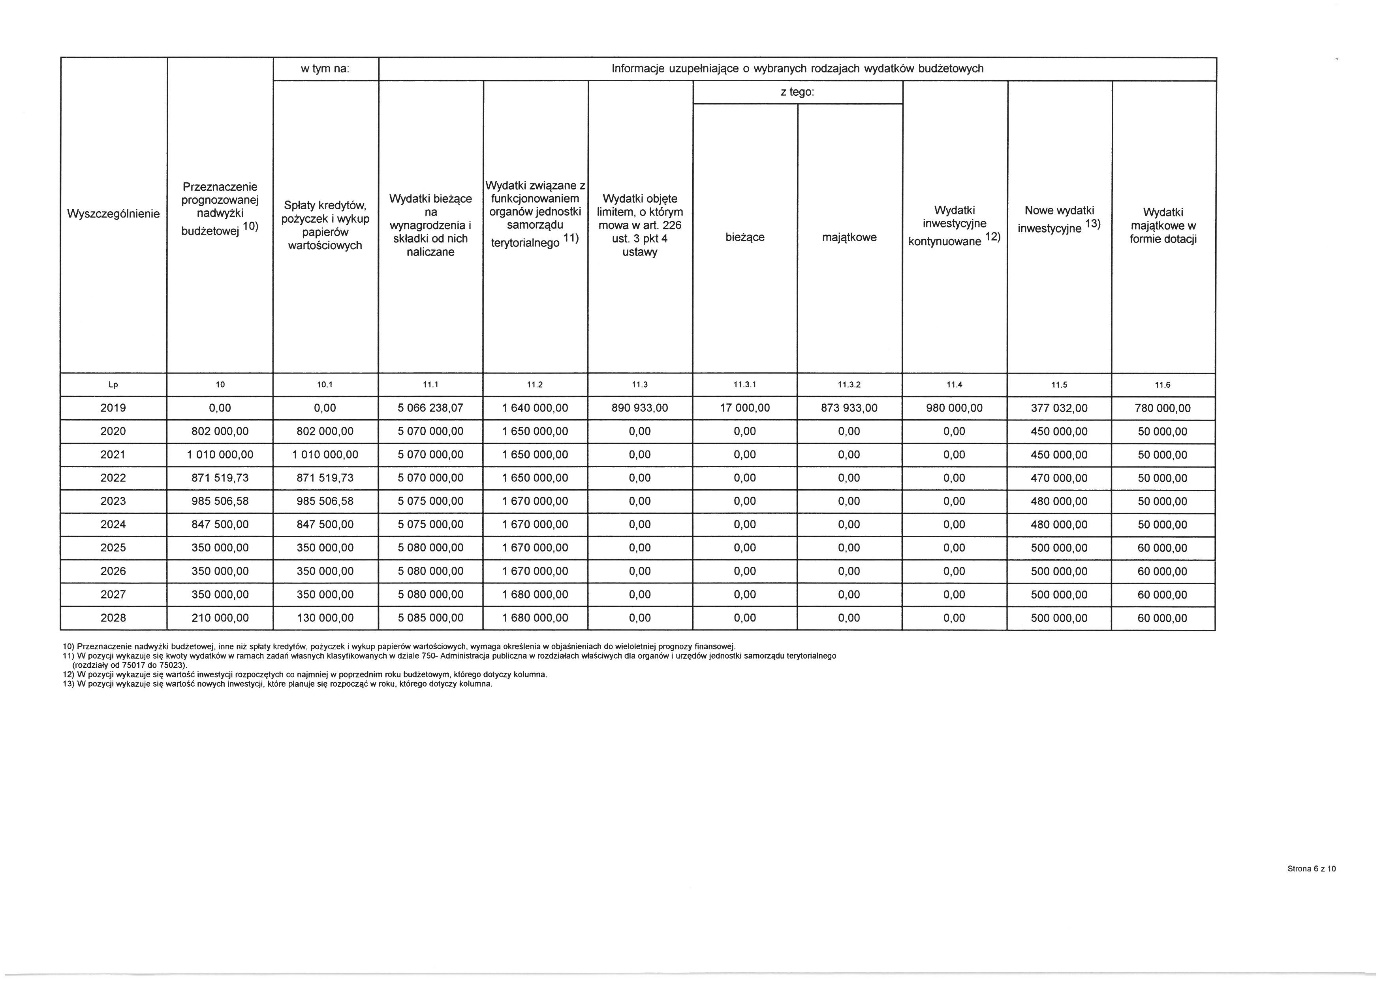 w tym na:
Informacje uzupełniające o wybranych rodzajach wydatków budżetowych
z tego:
Wyszczególnienie
Przeznaczenie
prognozowanej
nadwyżki
budżetowej 10)
Spłaty kredytów,
pożyczek i wykup
papierów
wartościowych
Wydatki bieżące
na
wynagrodzenia i
składki od nich
naliczane
Wydatki związane z
funkcjonowaniem
organów jednostki
samorządu
terytorialnego 11)
Wydatki objęte
limitem, o którym
mowa w art. 226
ust. 3 pkt 4
ustawy
bieżące
majątkowe
Wydatki
inwestycyjne
kontynuowane 12)
Nowe wydatki
inwestycyjne 13)
Wydatki
majątkowe w
formie dotacji
Lp 10 10.1 11.1 11.2 11.3 11.3.1 11.3.2 11.4 11.5 11.6
2019 0,00 0,00 5 066 238,07 1 640 000,00 890 933,00 17 000,00 873 933,00 980 000,00 377 032,00 780 000,00
2020 802 000,00 802 000,00 5 070 000,00 1 650 000,00 0,00 0,00 0,00 0,00 450 000,00 50 000,00
2021 1 010 000,00 1 010 000,00 5 070 000,00 1 650 000,00 0,00 0,00 0,00 0,00 450 000,00 50 000,00
2022 871 519,73 871 519,73 5 070 000,00 1 650 000,00 0,00 0,00 0,00 0,00 470 000,00 50 000,00
2023 985 506,58 985 506,58 5 075 000,00 1 670 000,00 0,00 0,00 0,00 0,00 480 000,00 50 000,00
2024 847 500,00 847 500,00 5 075 000,00 1 670 000,00 0,00 0,00 0,00 0,00 480 000,00 50 000,00
2025 350 000,00 350 000,00 5 080 000,00 1 670 000,00 0,00 0,00 0,00 0,00 500 000,00 60 000,00
2026 350 000,00 350 000,00 5 080 000,00 1 670 000,00 0,00 0,00 0,00 0,00 500 000,00 60 000,00
2027 350 000,00 350 000,00 5 080 000,00 1 680 000,00 0,00 0,00 0,00 0,00 500 000,00 60 000,00
2028 210 000,00 130 000,00 5 085 000,00 1 680 000,00 0,00 0,00 0,00 0,00 500 000,00 60 000,00
10) Przeznaczenie nadwyżki budżetowej, inne niż spłaty kredytów, pożyczek i wykup papierów wartościowych, wymaga określenia w objaśnieniach do wieloletniej prognozy finansowej.
11) W pozycji wykazuje się kwoty wydatków w ramach zadań własnych klasyfikowanych w dziale 750- Administracja publiczna w rozdziałach właściwych dla organów i urzędów jednostki samorządu terytorialnego
(rozdziały od 75017 do 75023).
12) W pozycji wykazuje się wartość inwestycji rozpoczętych co najmniej w poprzednim roku budżetowym, którego dotyczy kolumna.
13) W pozycji wykazuje się wartość nowych inwestycji, które planuje się rozpocząć w roku, którego dotyczy kolumna.
Strona 6 z 10